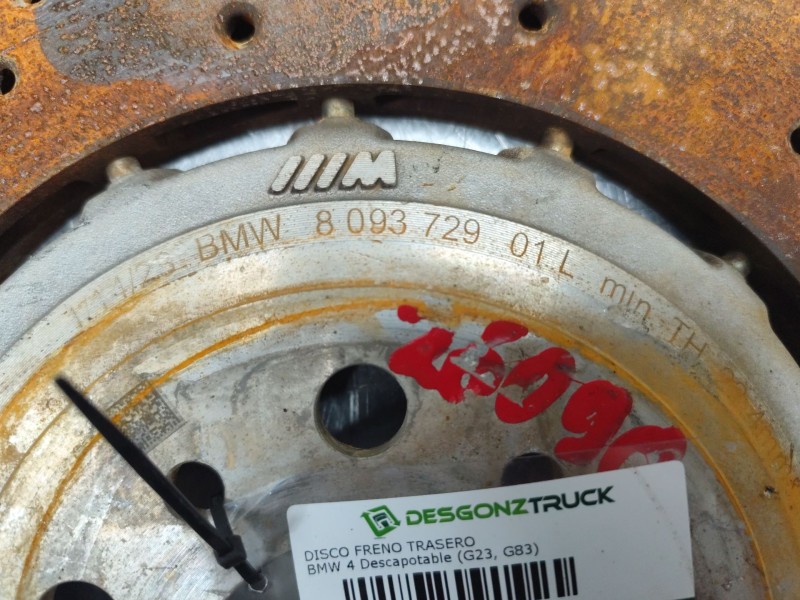 M
BMW 8 093 729 01 L min TH
DESGONZTRUCK
DISCO FRENO TRASERO
BMW 4 Descapotable (G23, G83)